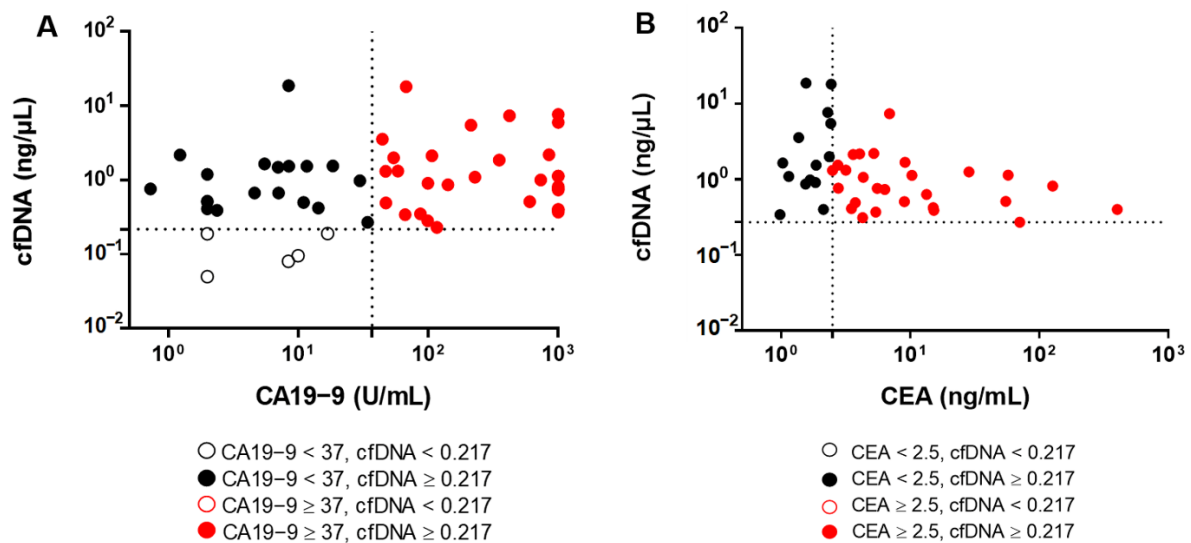 A
cfDNA (ng/µL)
10²
10¹
10⁰
10⁻¹
10⁻²
10⁰
10¹
10²
10³
CA19−9 (U/mL)
CA19−9 < 37, cfDNA < 0.217
CA19−9 < 37, cfDNA ≥ 0.217
CA19−9 ≥ 37, cfDNA < 0.217
CA19−9 ≥ 37, cfDNA ≥ 0.217
B
cfDNA (ng/µL)
10²
10¹
10⁰
10⁻¹
10⁻²
10⁰
10¹
10²
10³
CEA (ng/mL)
CEA < 2.5, cfDNA < 0.217
CEA < 2.5, cfDNA ≥ 0.217
CEA ≥ 2.5, cfDNA < 0.217
CEA ≥ 2.5, cfDNA ≥ 0.217